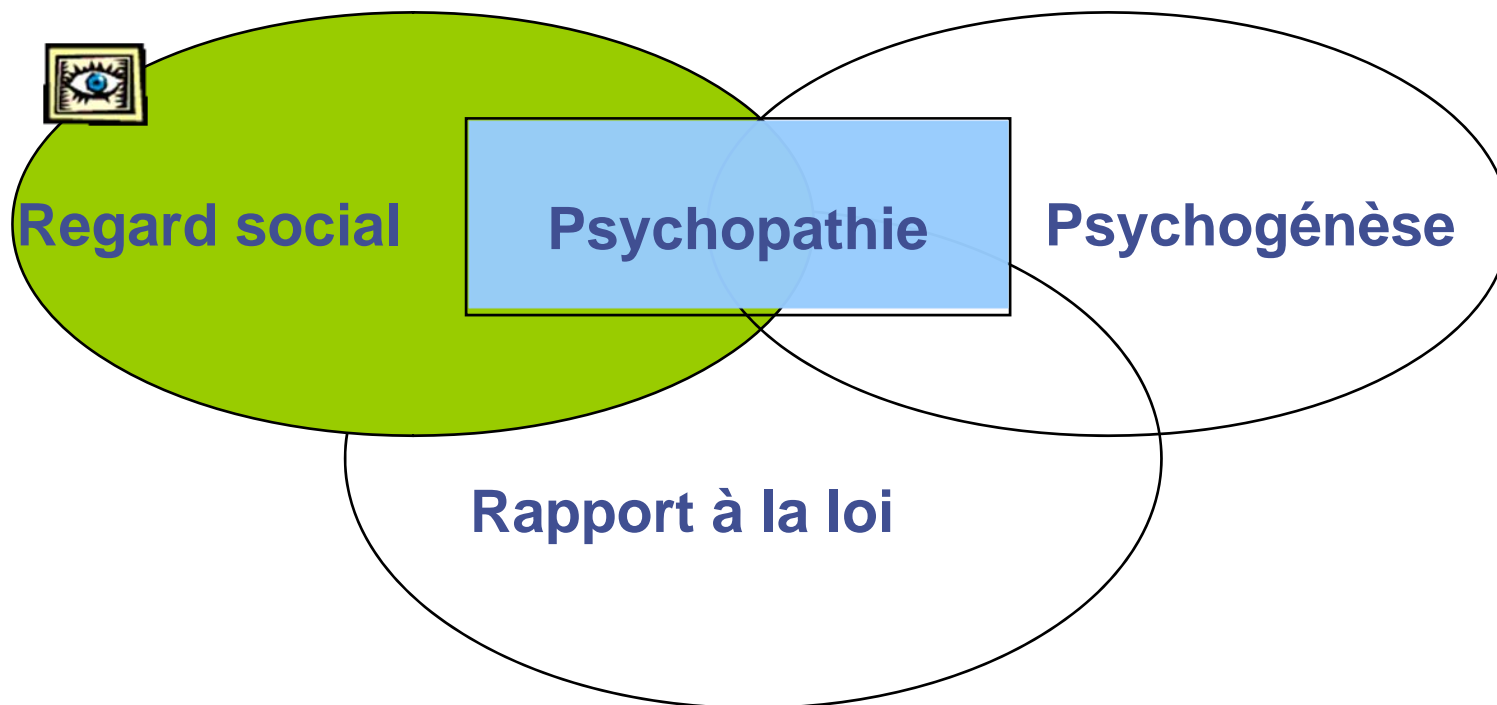 Regard social
Psychopathie
Psychogénèse
Rapport à la loi